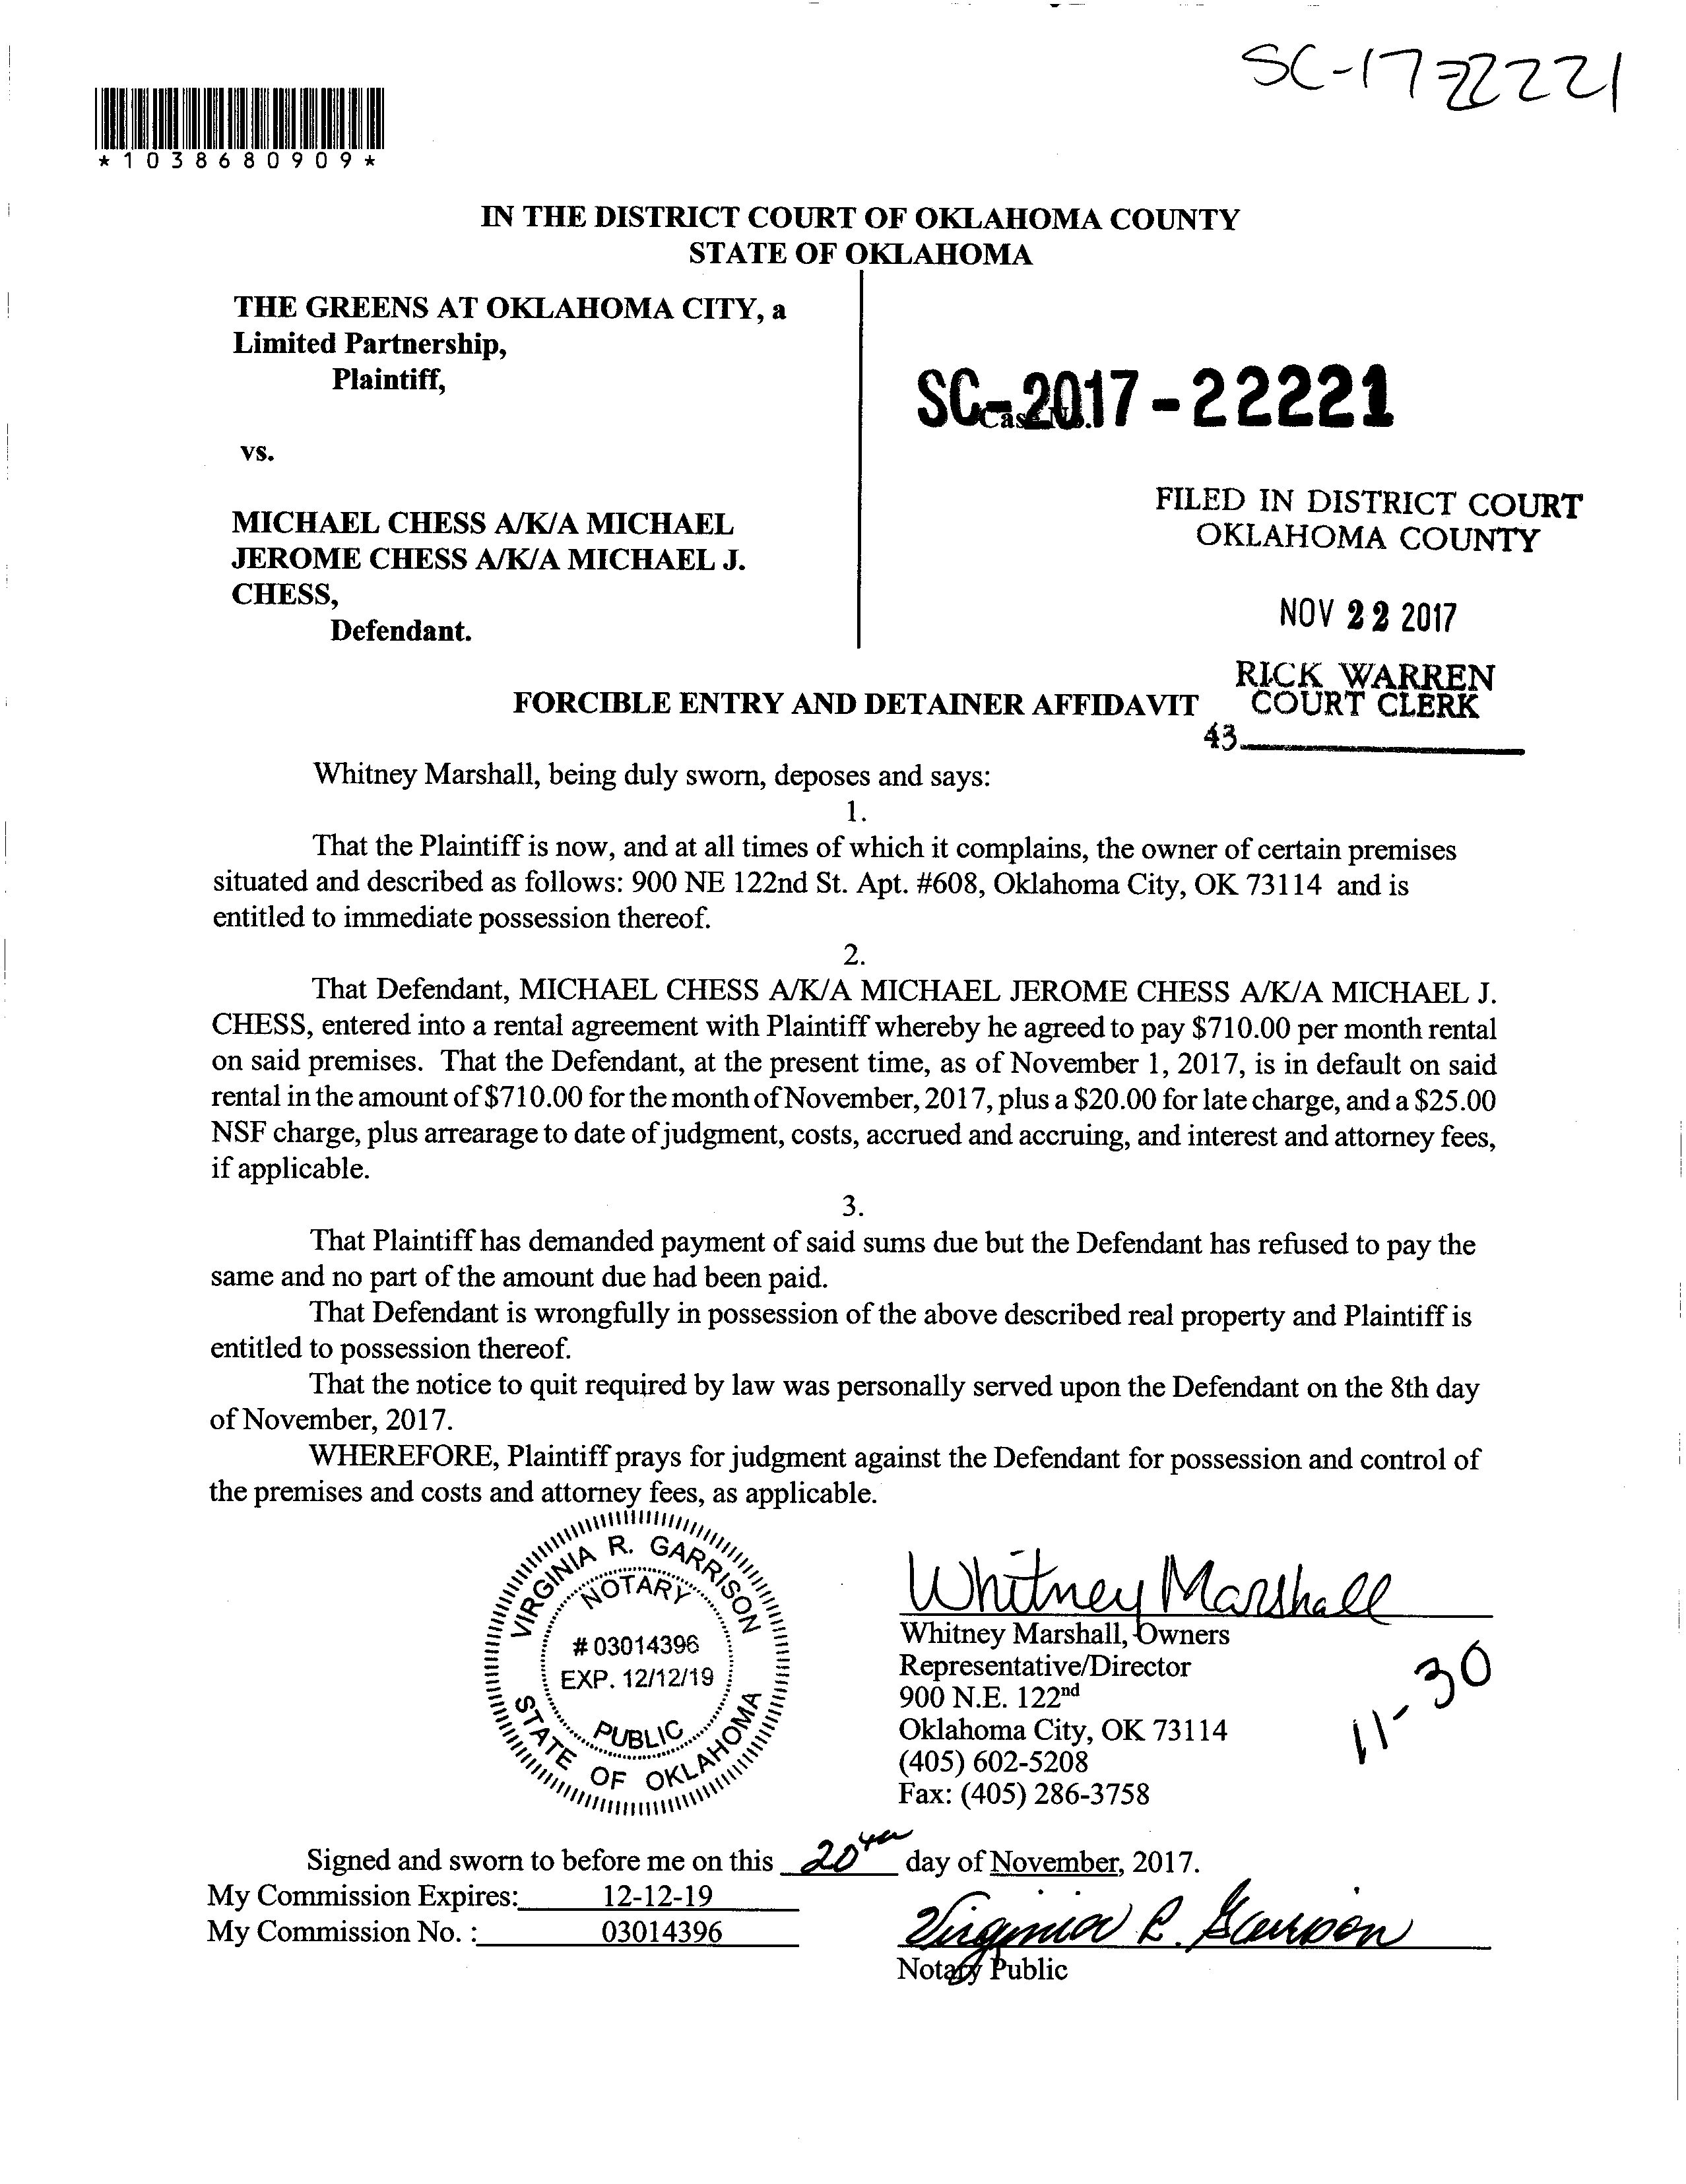 SC-17-22221
*1038680909*
IN THE DISTRICT COURT OF OKLAHOMA COUNTY
STATE OF OKLAHOMA
THE GREENS AT OKLAHOMA CITY, a
Limited Partnership,
Plaintiff,
SC-2017-22221
Case No.
vs.
FILED IN DISTRICT COURT
OKLAHOMA COUNTY
MICHAEL CHESS A/K/A MICHAEL
JEROME CHESS A/K/A MICHAEL J.
CHESS,
Defendant.
NOV 22 2017
RICK WARREN
COURT CLERK
43
FORCIBLE ENTRY AND DETAINER AFFIDAVIT
Whitney Marshall, being duly sworn, deposes and says:
1.
That the Plaintiff is now, and at all times of which it complains, the owner of certain premises
situated and described as follows: 900 NE 122nd St. Apt. #608, Oklahoma City, OK 73114 and is
entitled to immediate possession thereof.
2.
That Defendant, MICHAEL CHESS A/K/A MICHAEL JEROME CHESS A/K/A MICHAEL J.
CHESS, entered into a rental agreement with Plaintiff whereby he agreed to pay $710.00 per month rental
on said premises. That the Defendant, at the present time, as of November 1, 2017, is in default on said
rental in the amount of $710.00 for the month of November, 2017, plus a $20.00 for late charge, and a $25.00
NSF charge, plus arrearage to date of judgment, costs, accrued and accruing, and interest and attorney fees,
if applicable.
3.
That Plaintiff has demanded payment of said sums due but the Defendant has refused to pay the
same and no part of the amount due had been paid.
That Defendant is wrongfully in possession of the above described real property and Plaintiff is
entitled to possession thereof.
That the notice to quit required by law was personally served upon the Defendant on the 8th day
of November, 2017.
WHEREFORE, Plaintiff prays for judgment against the Defendant for possession and control of
the premises and costs and attorney fees, as applicable.
VIRGINIA R. GARRISON
NOTARY
# 03014396
EXP. 12/12/19
PUBLIC
STATE OF OKLAHOMA
Whitney Marshall
Whitney Marshall, Owners
Representative/Director
900 N.E. 122nd
Oklahoma City, OK 73114
(405) 602-5208
Fax: (405) 286-3758
11-30
Signed and sworn to before me on this 20th day of November, 2017.
My Commission Expires: 12-12-19
My Commission No. : 03014396
Virginia R. Garrison
Notary Public